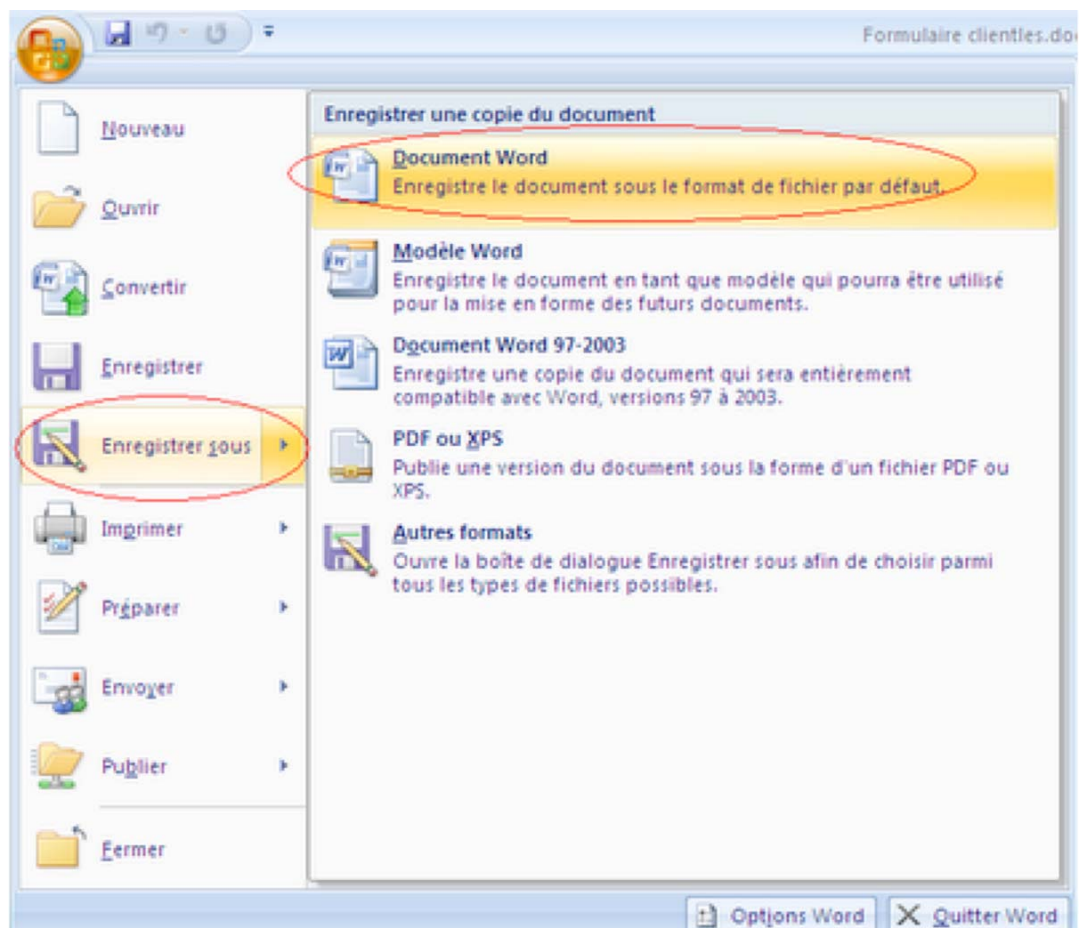 Formulaire clientles.do
Nouveau
Ouvrir
Convertir
Enregistrer
Enregistrer sous
Imprimer
Préparer
Envoyer
Publier
Fermer
Enregistrer une copie du document
Document Word
Enregistre le document sous le format de fichier par défaut.
Modèle Word
Enregistre le document en tant que modèle qui pourra être utilisé
pour la mise en forme des futurs documents.
Document Word 97-2003
Enregistre une copie du document qui sera entièrement
compatible avec Word, versions 97 à 2003.
PDF ou XPS
Publie une version du document sous la forme d'un fichier PDF ou
XPS.
Autres formats
Ouvre la boîte de dialogue Enregistrer sous afin de choisir parmi
tous les types de fichiers possibles.
Options Word
Quitter Word